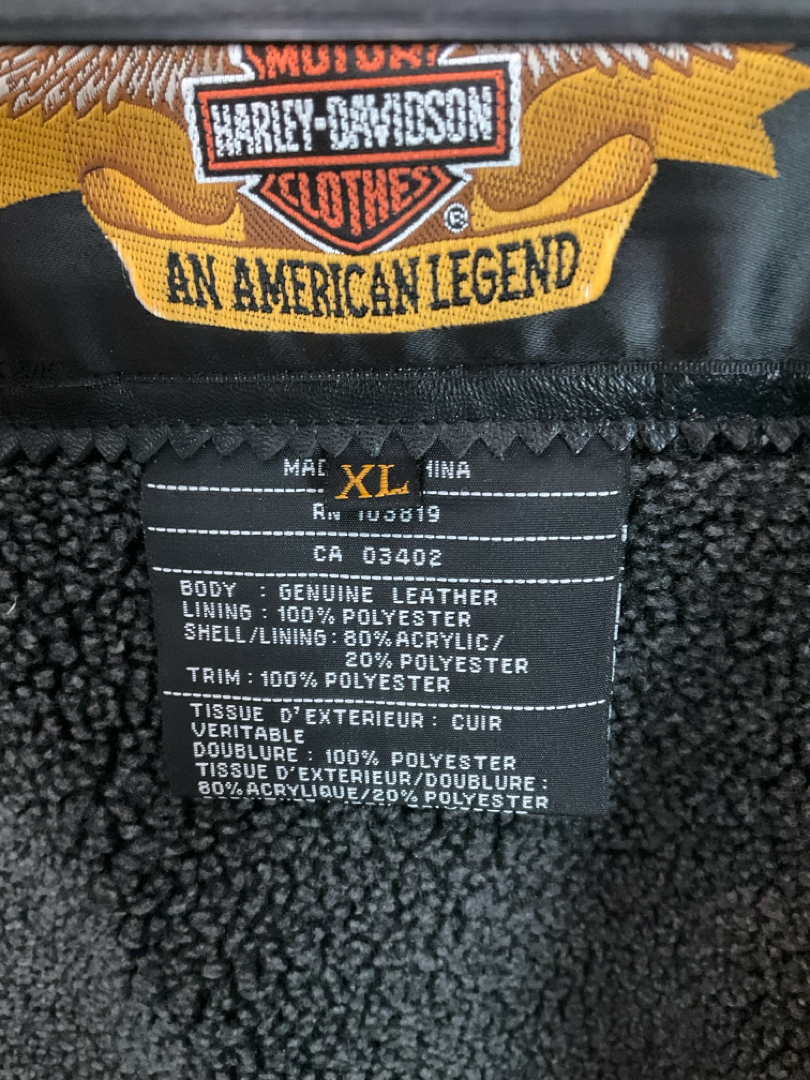 MOTOR
HARLEY-DAVIDSON
CLOTHES
®
AN AMERICAN LEGEND
XL
RN 103819
CA 03402
BODY : GENUINE LEATHER
LINING : 100% POLYESTER
SHELL/LINING : 80% ACRYLIC/
20% POLYESTER
TRIM : 100% POLYESTER
TISSUE D'EXTERIEUR : CUIR
VERITABLE
DOUBLURE : 100% POLYESTER
TISSUE D'EXTERIEUR/DOUBLURE :
80% ACRYLIQUE/20% POLYESTER